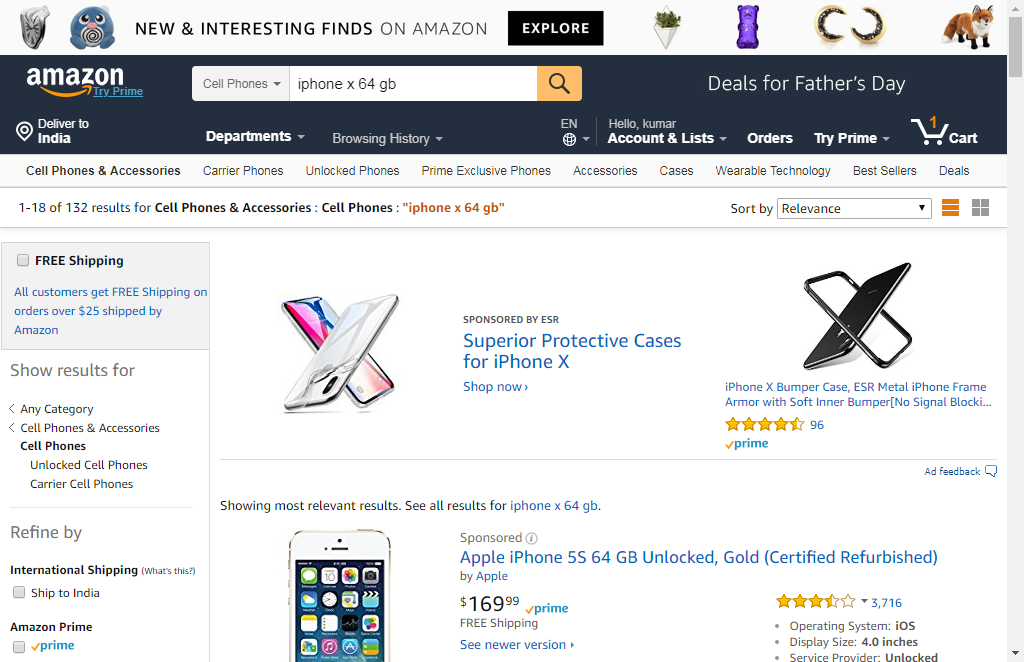 NEW & INTERESTING FINDS ON AMAZON EXPLORE
amazon
Try Prime
Cell Phones iphone x 64 gb
Deals for Father's Day
Deliver to
India
Departments
Browsing History
EN
Hello, kumar
Account & Lists
Orders
Try Prime
1
Cart
Cell Phones & Accessories Carrier Phones Unlocked Phones Prime Exclusive Phones Accessories Cases Wearable Technology Best Sellers Deals
1-18 of 132 results for Cell Phones & Accessories : Cell Phones : "iphone x 64 gb"
Sort by Relevance
FREE Shipping
All customers get FREE Shipping on
orders over $25 shipped by
Amazon
Show results for
Any Category
Cell Phones & Accessories
Cell Phones
Unlocked Cell Phones
Carrier Cell Phones
Refine by
International Shipping (What's this?)
Ship to India
Amazon Prime
prime
SPONSORED BY ESR
Superior Protective Cases
for iPhone X
Shop now ›
iPhone X Bumper Case, ESR Metal iPhone Frame
Armor with Soft Inner Bumper[No Signal Blocki...
96
prime
Ad feedback
Showing most relevant results. See all results for iphone x 64 gb.
Sponsored
Apple iPhone 5S 64 GB Unlocked, Gold (Certified Refurbished)
by Apple
$169.99 prime
FREE Shipping
See newer version
3,716
• Operating System: iOS
• Display Size: 4.0 inches
• Service Provider: Unlocked